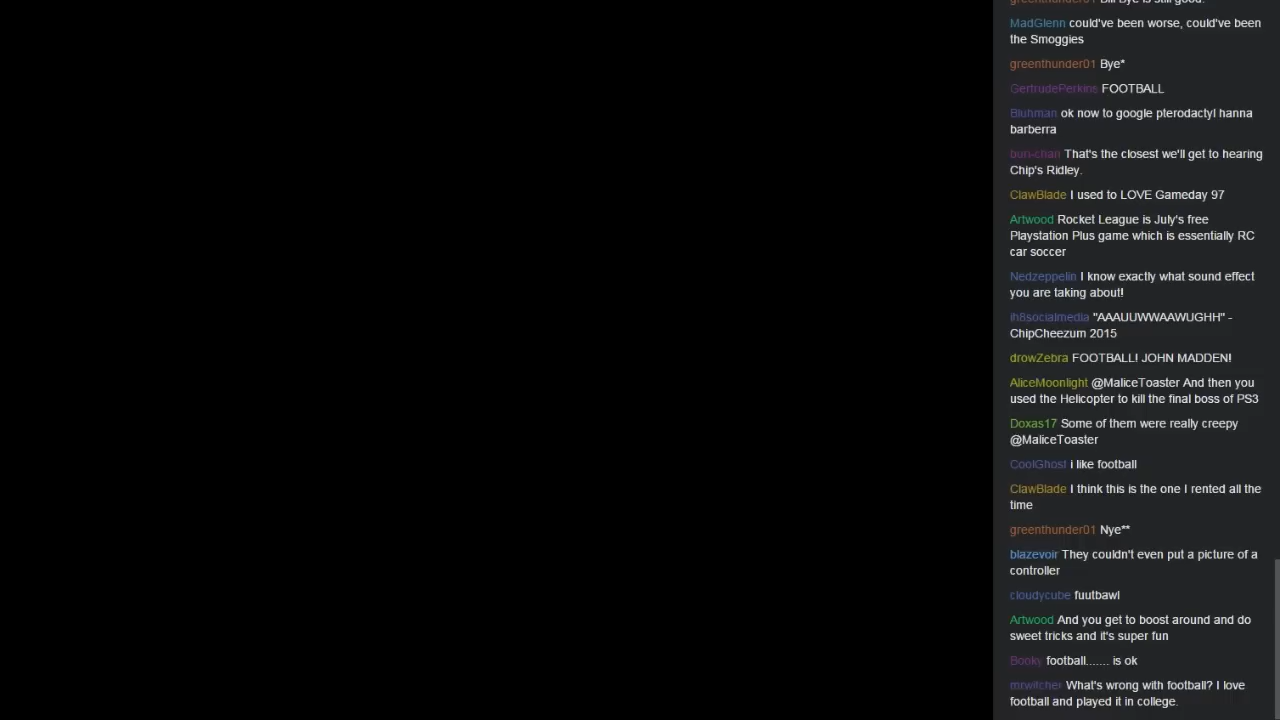 greenthunder01 Bill Bye is still good.
MadGlenn could've been worse, could've been
the Smoggies
greenthunder01 Bye*
GertrudePerkins FOOTBALL
Bluhman ok now to google pterodactyl hanna
barberra
bun-chan That's the closest we'll get to hearing
Chip's Ridley.
ClawBlade I used to LOVE Gameday 97
Artwood Rocket League is July's free
Playstation Plus game which is essentially RC
car soccer
Nedzeppelin I know exactly what sound effect
you are taking about!
ih8socialmedia "AAAUUWWAAWUGHH" -
ChipCheezum 2015
drowZebra FOOTBALL! JOHN MADDEN!
AliceMoonlight @MaliceToaster And then you
used the Helicopter to kill the final boss of PS3
Doxas17 Some of them were really creepy
@MaliceToaster
CoolGhost i like football
ClawBlade I think this is the one I rented all the
time
greenthunder01 Nye**
blazevoir They couldn't even put a picture of a
controller
cloudycube fuutbawl
Artwood And you get to boost around and do
sweet tricks and it's super fun
Booky football....... is ok
mrwitcher What's wrong with football? I love
football and played it in college.